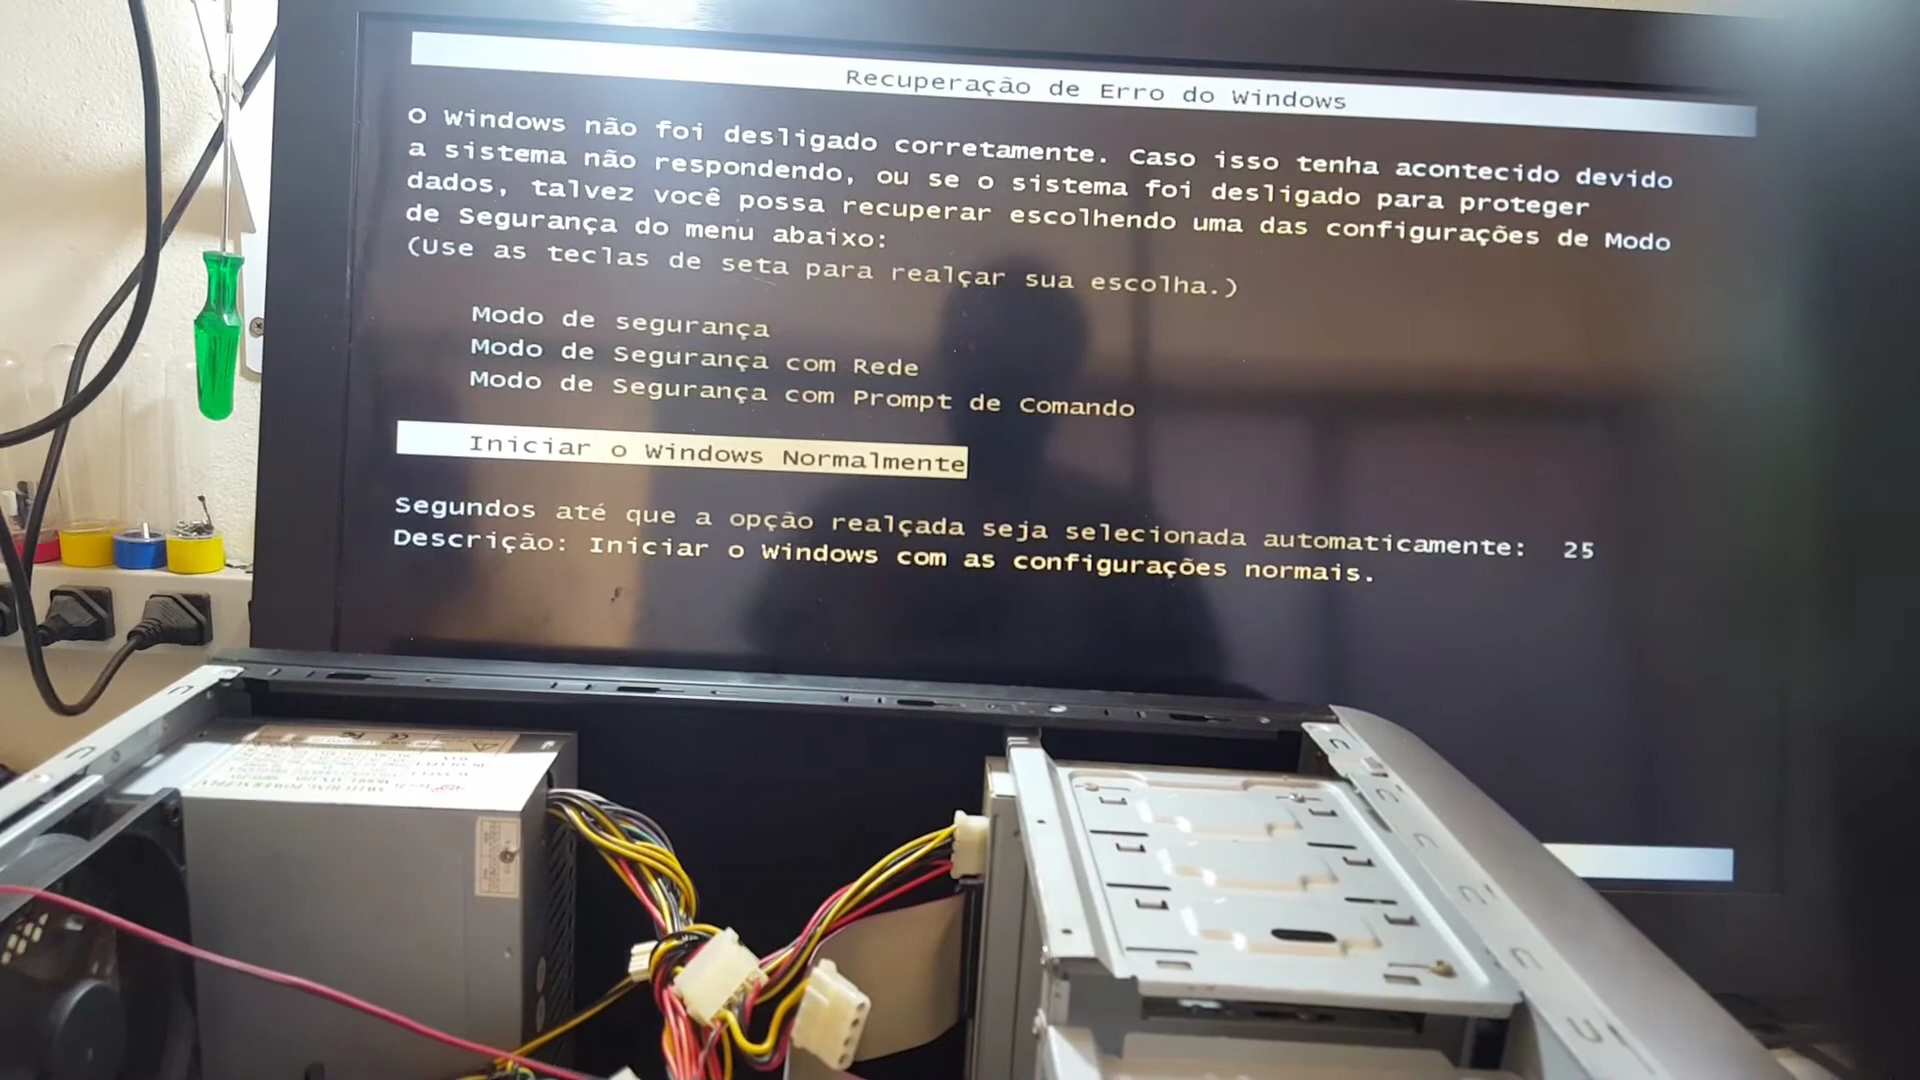 Recuperação de Erro do Windows
O Windows não foi desligado corretamente. Caso isso tenha acontecido devido
a sistema não respondendo, ou se o sistema foi desligado para proteger
dados, talvez você possa recuperar escolhendo uma das configurações de Modo
de Segurança do menu abaixo:
(Use as teclas de seta para realçar sua escolha.)
Modo de segurança
Modo de Segurança com Rede
Modo de Segurança com Prompt de Comando
Iniciar o Windows Normalmente
Segundos até que a opção realçada seja selecionada automaticamente: 25
Descrição: Iniciar o Windows com as configurações normais.